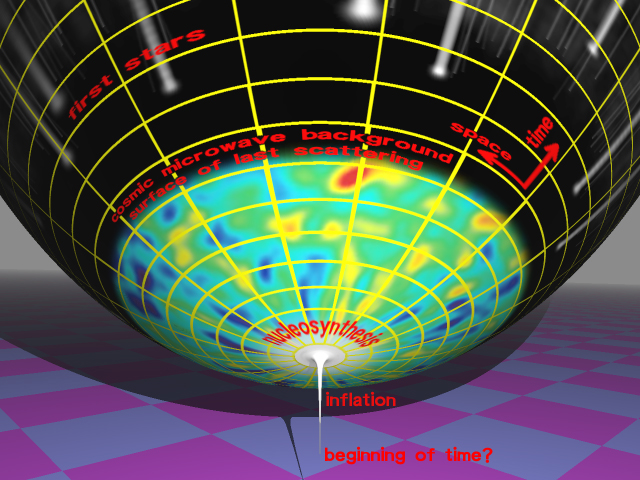 first stars
space
time
cosmic microwave background
surface of last scattering
nucleosynthesis
inflation
beginning of time?